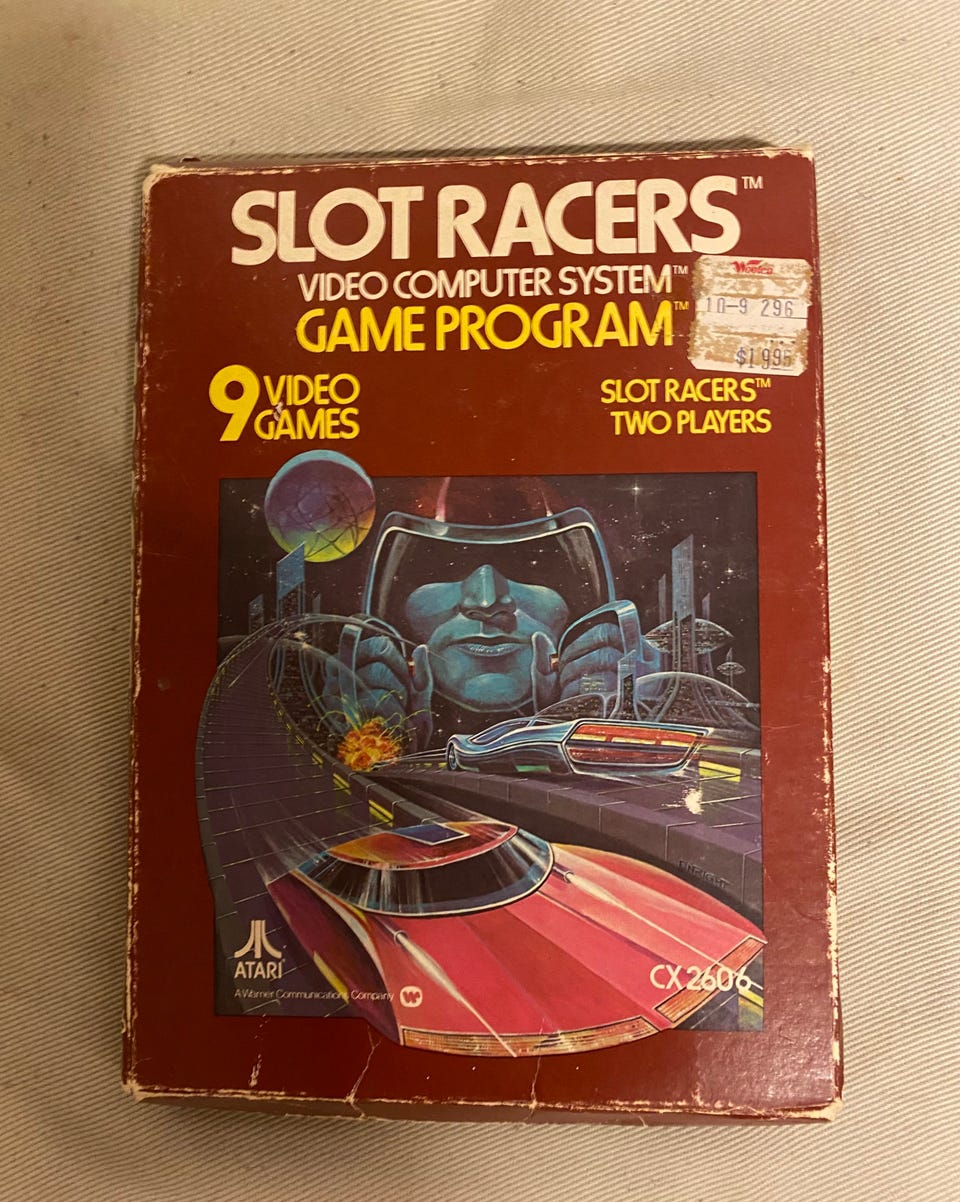 SLOT RACERS™
VIDEO COMPUTER SYSTEM™
GAME PROGRAM™
Woolco
10-9 296
$19.95
9 VIDEO
GAMES
SLOT RACERS™
TWO PLAYERS
ATARI®
A Warner Communications Company
CX2606